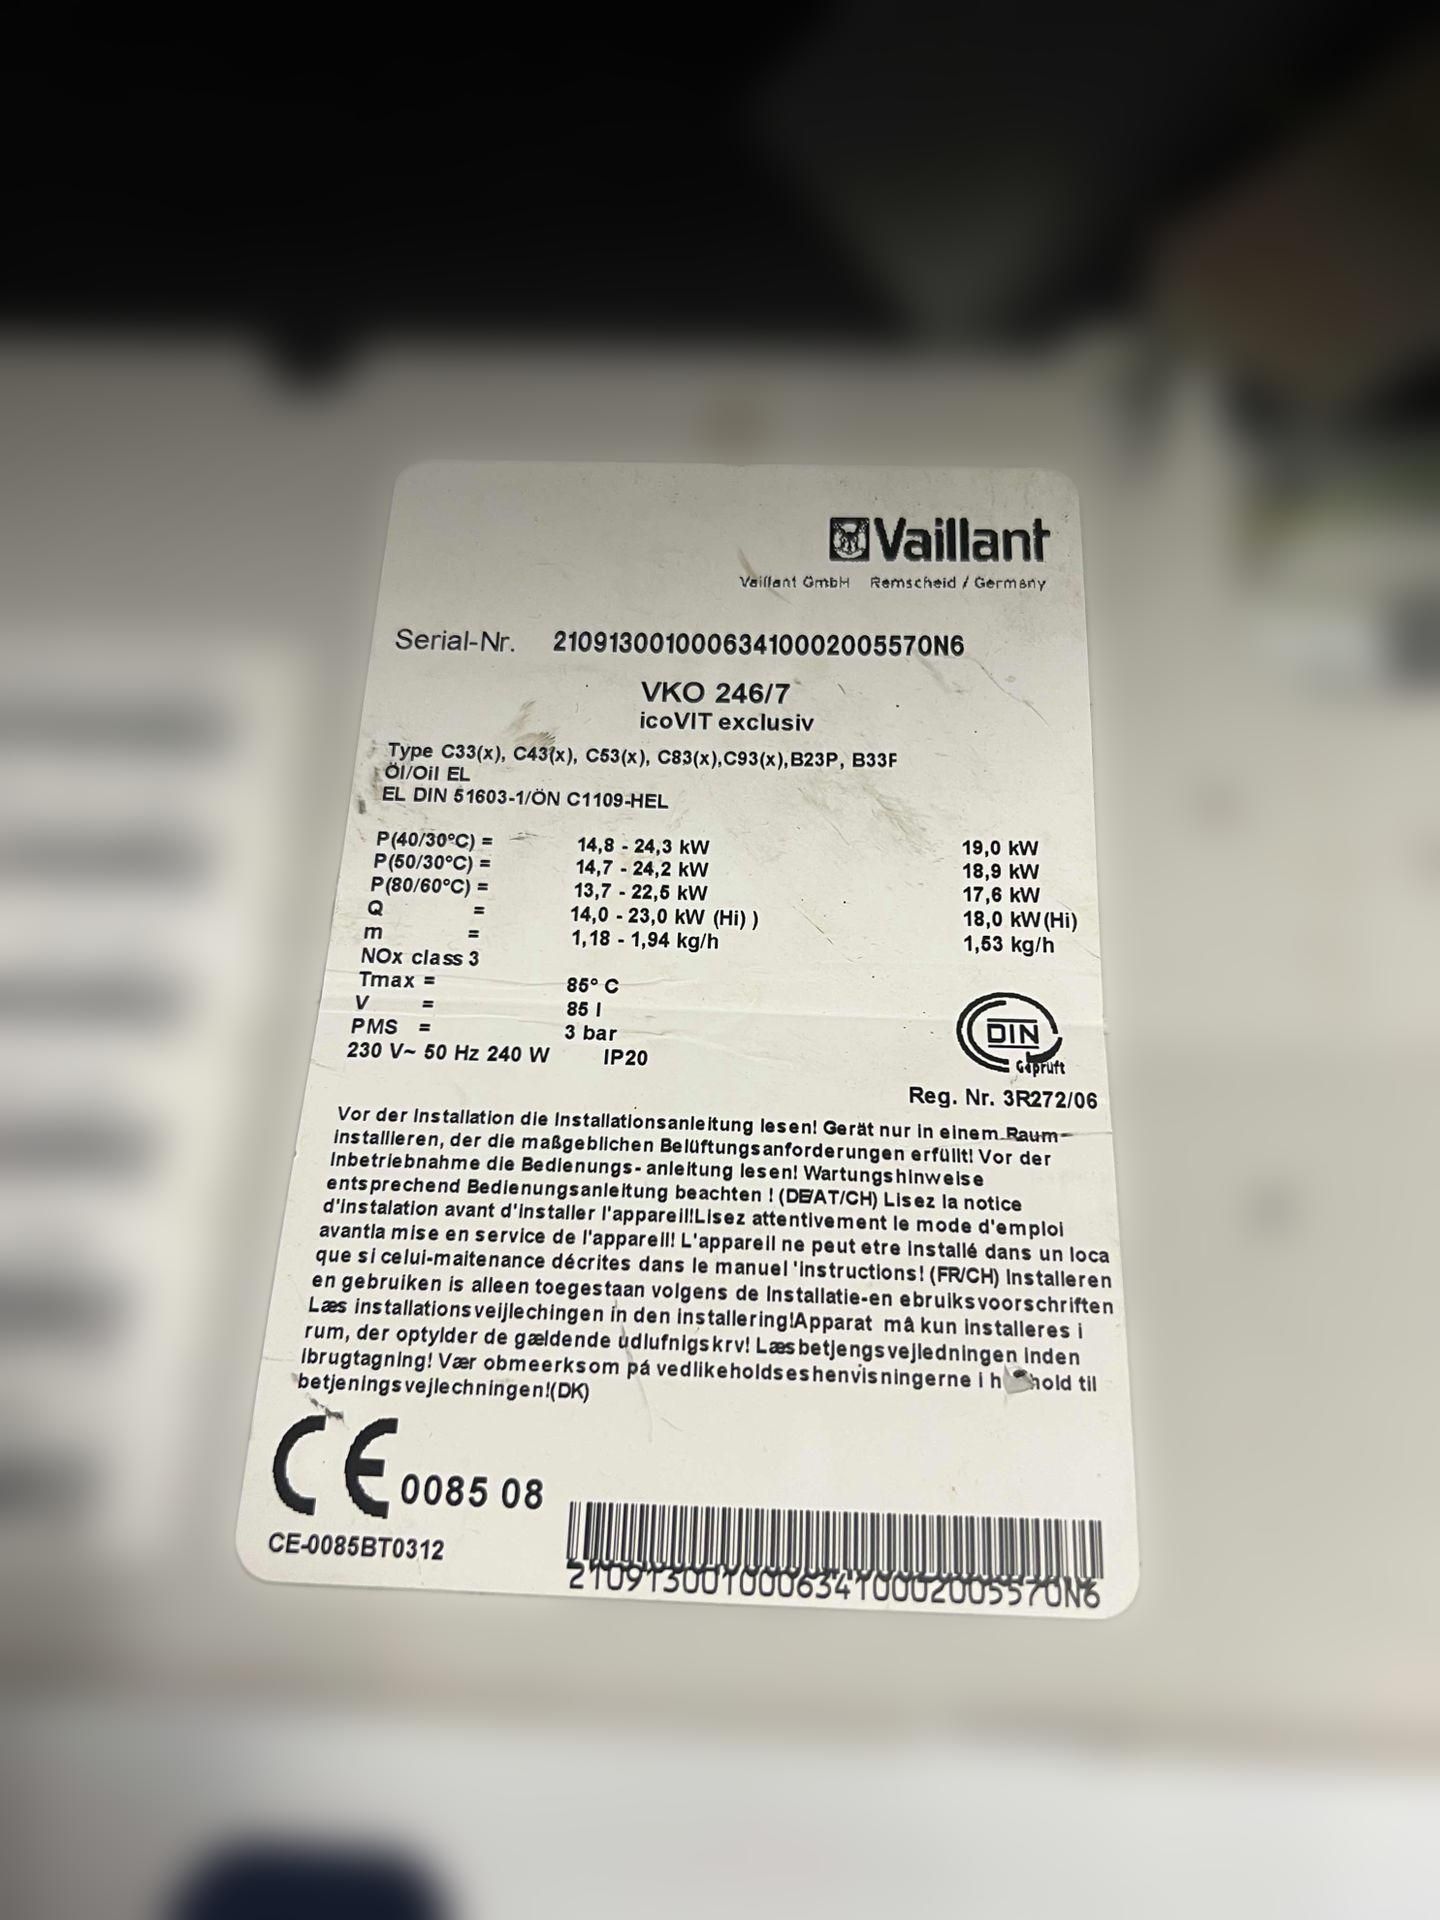 Vaillant
Vaillant GmbH Remscheid / Germany
Serial-Nr. 21091300100063410002005570N6
VKO 246/7
icoVIT exclusiv
Type C33(x), C43(x), C53(x), C83(x),C93(x),B23P, B33F
Öl/Oil EL
EL DIN 51603-1/ÖN C1109-HEL
P(40/30°C) = 14,8 - 24,3 kW 19,0 kW
P(50/30°C) = 14,7 - 24,2 kW 18,9 kW
P(80/60°C) = 13,7 - 22,5 kW 17,6 kW
Q = 14,0 - 23,0 kW (Hi) ) 18,0 kW(Hi)
m = 1,18 - 1,94 kg/h 1,53 kg/h
NOx class 3
Tmax = 85° C
V = 85 l
PMS = 3 bar
230 V~ 50 Hz 240 W IP20
DIN
Geprüft
Reg. Nr. 3R272/06
Vor der Installation die Installationsanleitung lesen! Gerät nur in einem Raum
installieren, der die maßgeblichen Belüftungsanforderungen erfüllt! Vor der
Inbetriebnahme die Bedienungs- anleitung lesen! Wartungshinweise
entsprechend Bedienungsanleitung beachten ! (DE/AT/CH) Lisez la notice
d'instalation avant d'installer l'appareil!Lisez attentivement le mode d'emploi
avantla mise en service de l'appareil! L'appareil ne peut etre installé dans un loca
que si celui-maitenance décrites dans le manuel 'instructions! (FR/CH) Installeren
en gebruiken is alleen toegestaan volgens de Installatie-en ebruiksvoorschriften
Læs installationsveijlechingen in den installering!Apparat må kun installeres i
rum, der optylder de gældende udlufnigskrv! Læsbetjengsvejledningen inden
ibrugtagning! Vær obmeerksom på vedlikeholdseshenvisningerne i h hold til
betjeningsvejlechningen!(DK)
CE 0085 08
CE-0085BT0312
21091300100063410002005570N6